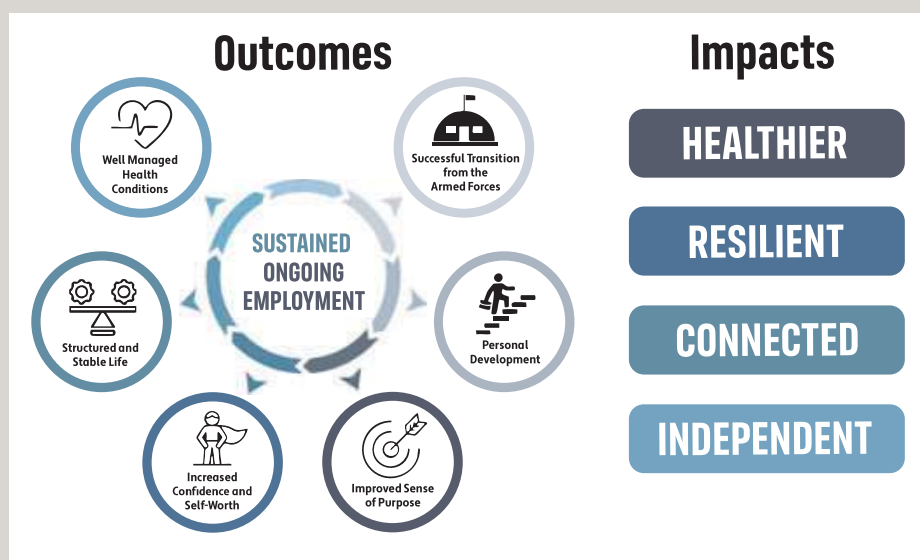 Outcomes
Impacts
Well Managed
Health
Conditions
Successful Transition
from the
Armed Forces
SUSTAINED
ONGOING
EMPLOYMENT
Structured and
Stable Life
Personal
Development
Increased
Confidence and
Self-Worth
Improved Sense
of Purpose
HEALTHIER
RESILIENT
CONNECTED
INDEPENDENT